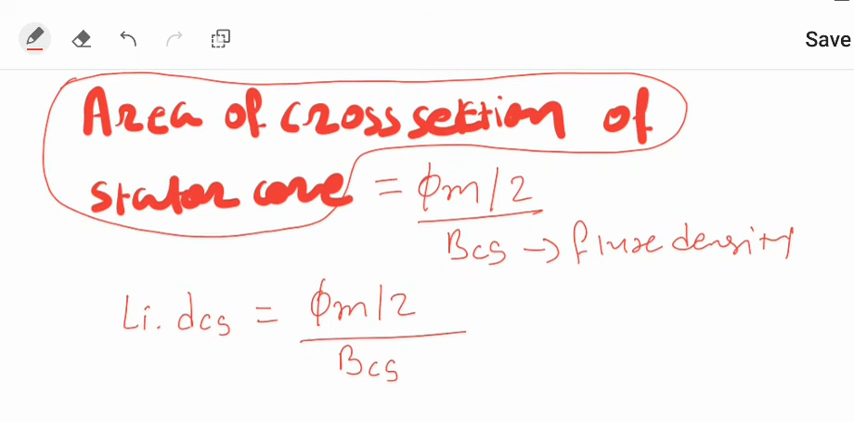 Save
Area of cross section of
stator core = ϕm/2
Bcs → flux density
Li.dcs = ϕm/2
Bcs